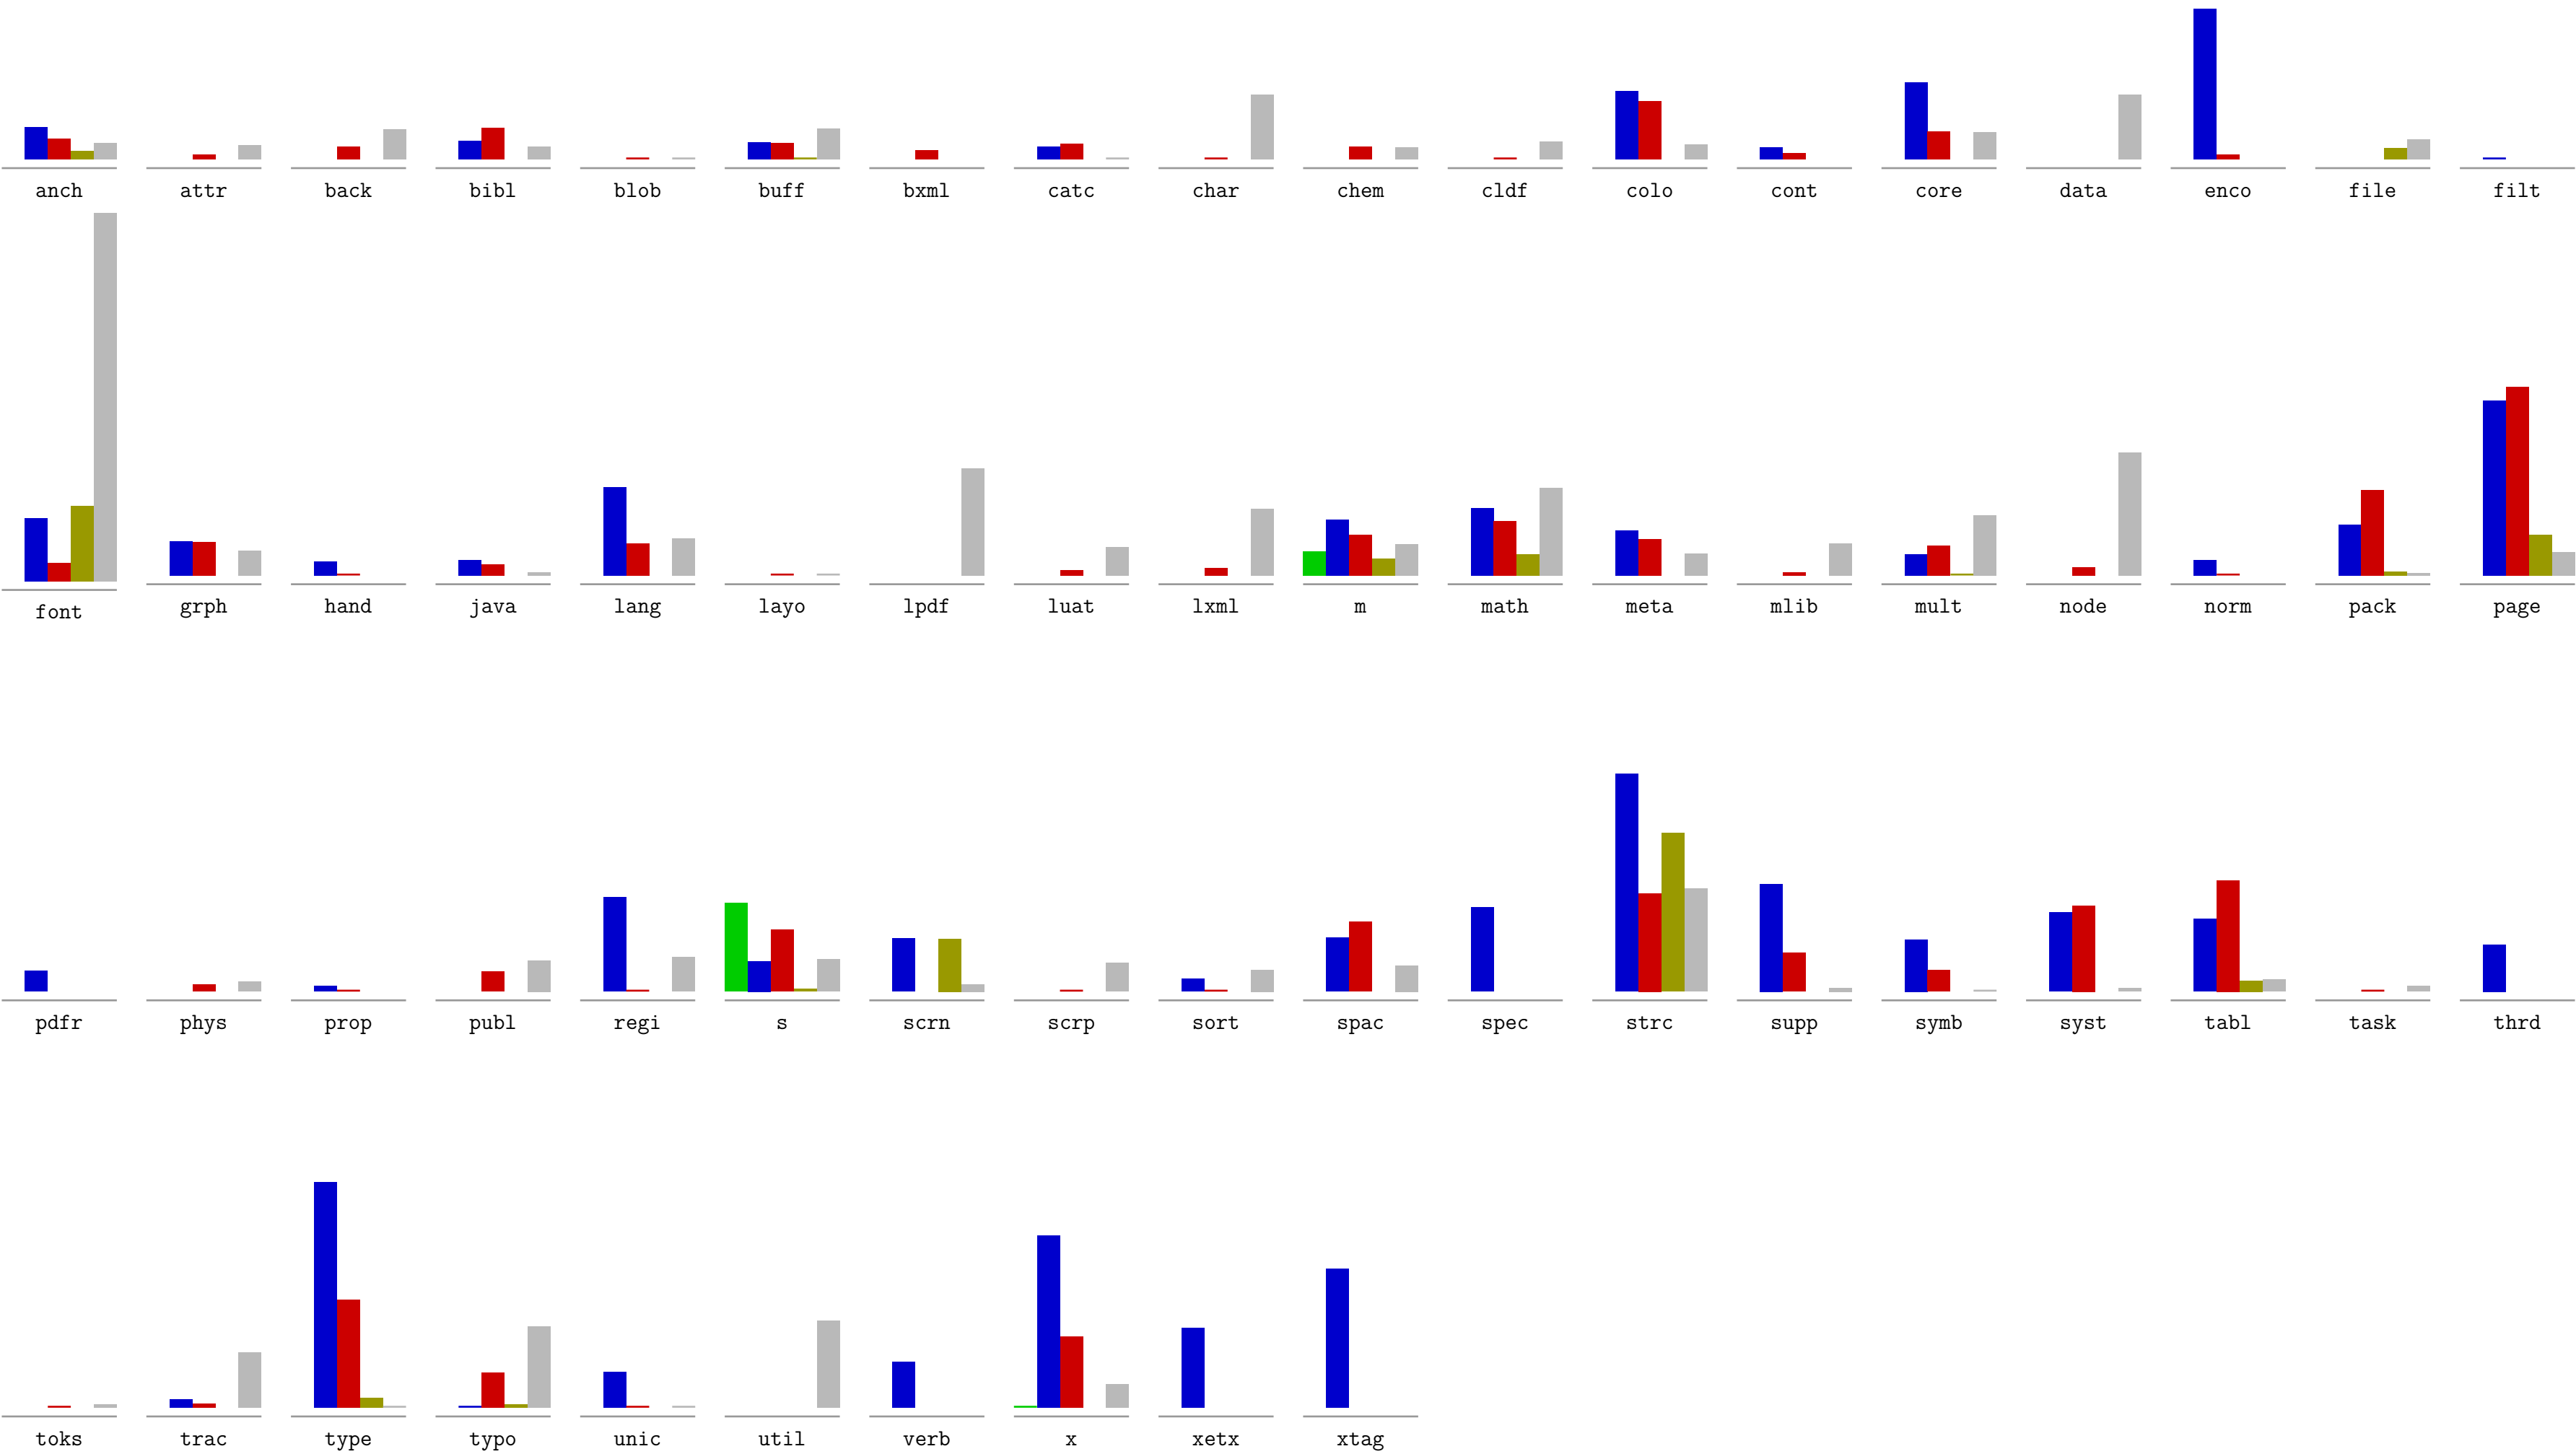 anch attr back bibl blob buff bxml catc char chem cldf colo cont core data enco file filt
font grph hand java lang layo lpdf luat lxml m math meta mlib mult node norm pack page
pdfr phys prop publ regi s scrn scrp sort spac spec strc supp symb syst tabl task thrd
toks trac type typo unic util verb x xetx xtag